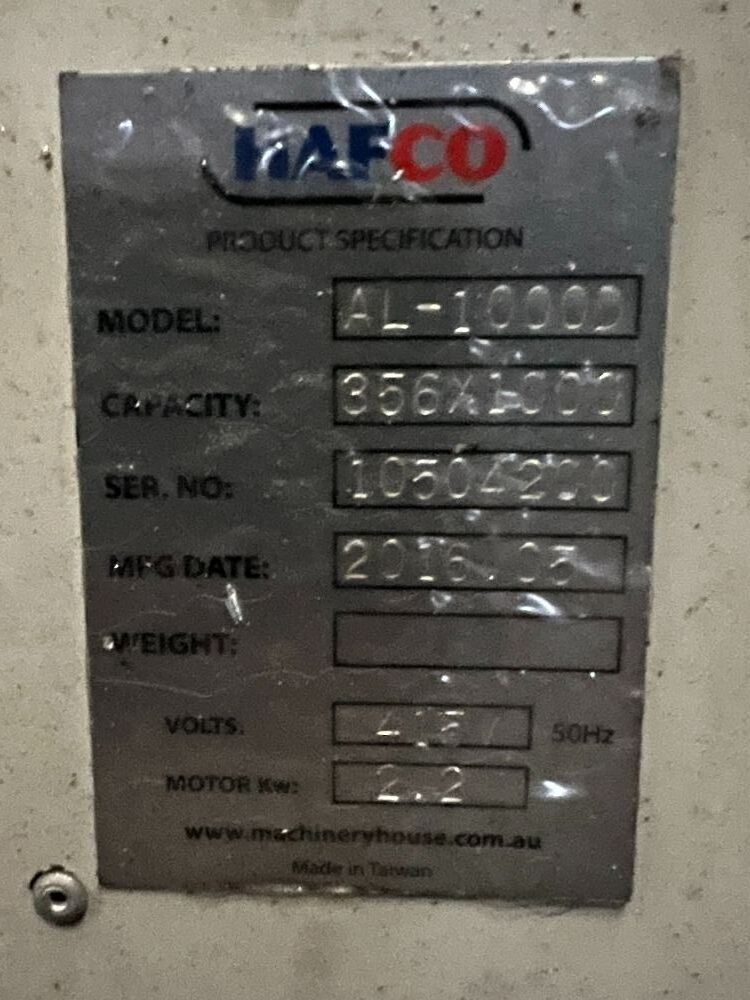 HAFCO
PRODUCT SPECIFICATION
MODEL: AL-1000D
CAPACITY: 356X1000
SER. NO: 10504200
MFG DATE: 2016.05
WEIGHT:
VOLTS. 415V 50Hz
MOTOR Kw: 2.2
www.machineryhouse.com.au
Made in Taiwan